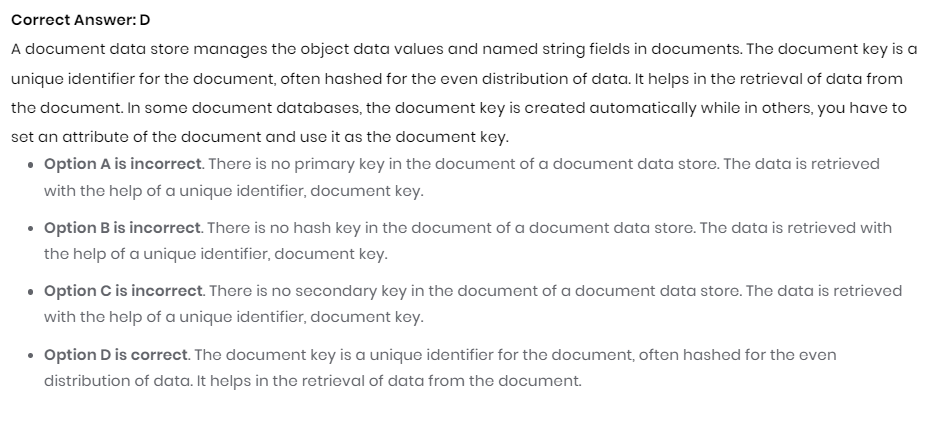 Correct Answer: D
A document data store manages the object data values and named string fields in documents. The document key is a
unique identifier for the document, often hashed for the even distribution of data. It helps in the retrieval of data from
the document. In some document databases, the document key is created automatically while in others, you have to
set an attribute of the document and use it as the document key.
• Option A is incorrect. There is no primary key in the document of a document data store. The data is retrieved
with the help of a unique identifier, document key.
• Option B is incorrect. There is no hash key in the document of a document data store. The data is retrieved with
the help of a unique identifier, document key.
• Option C is incorrect. There is no secondary key in the document of a document data store. The data is retrieved
with the help of a unique identifier, document key.
• Option D is correct. The document key is a unique identifier for the document, often hashed for the even
distribution of data. It helps in the retrieval of data from the document.